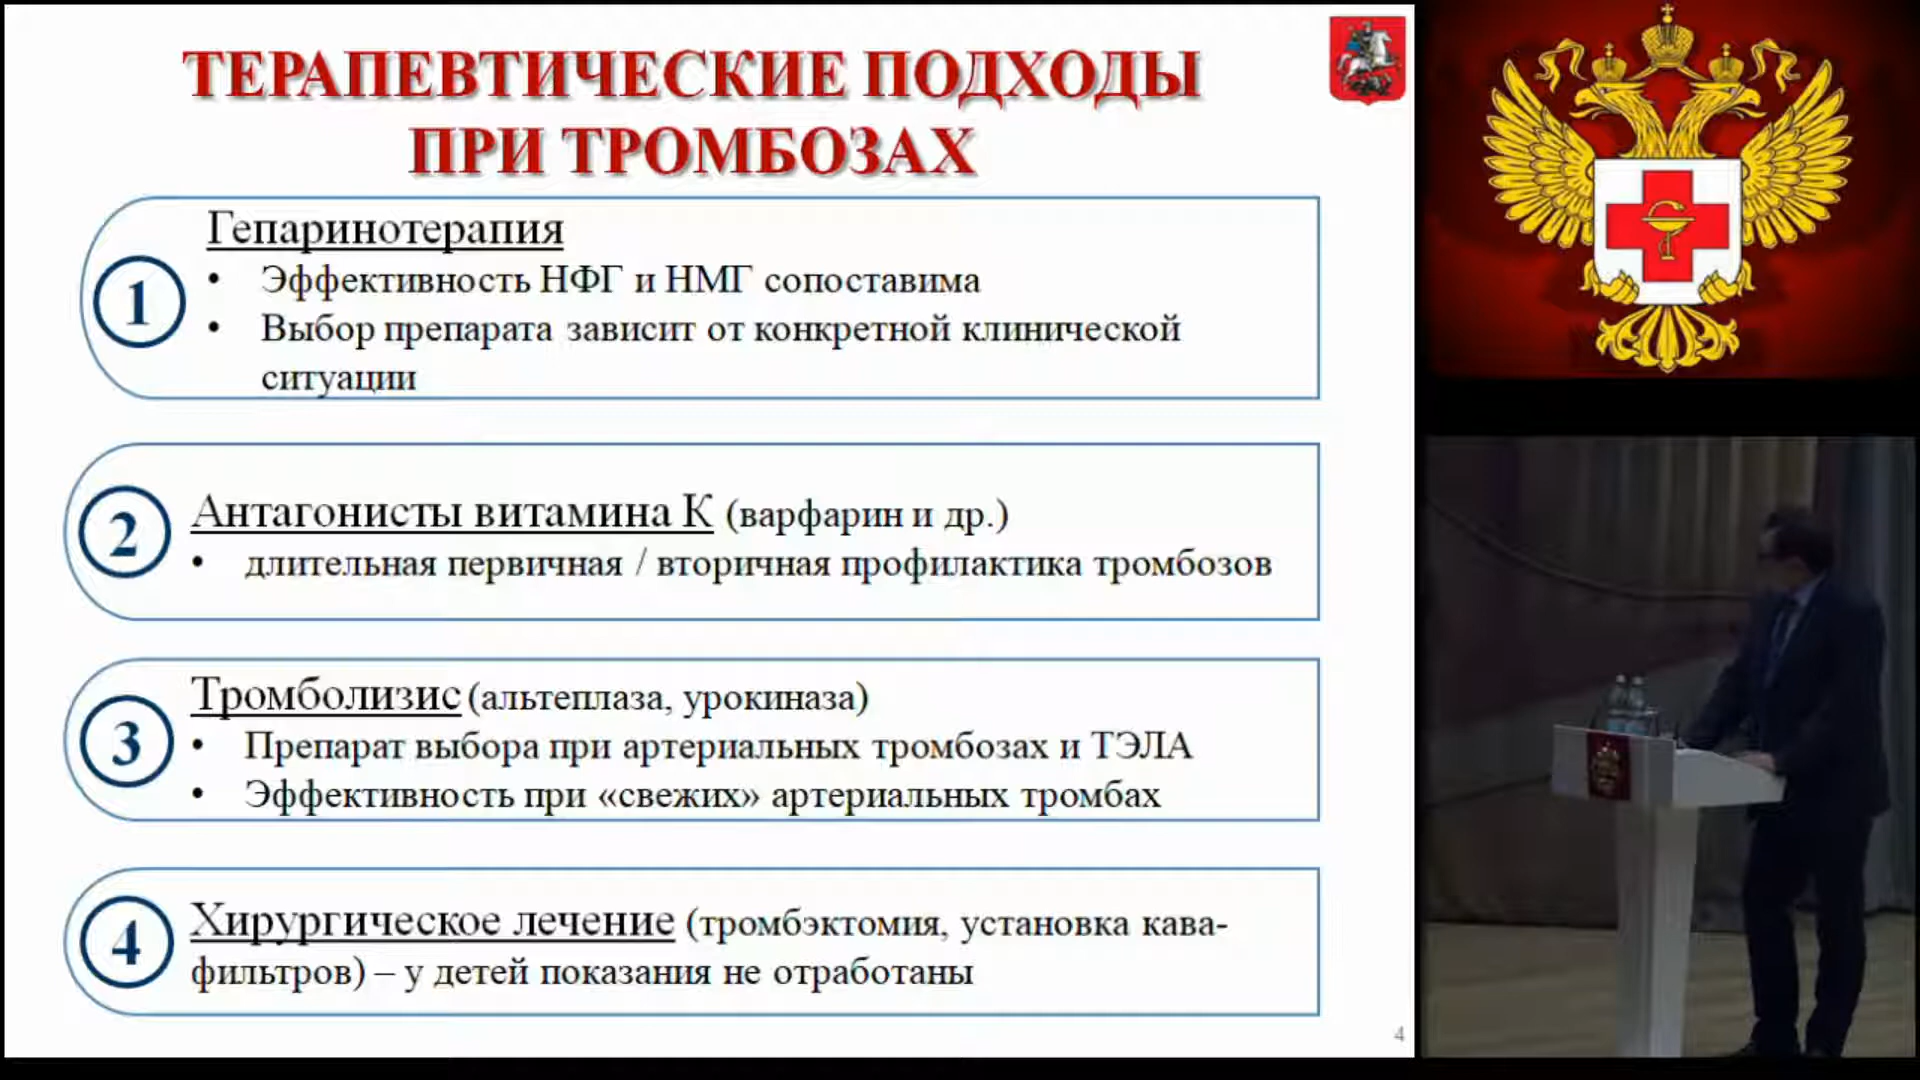 ТЕРАПЕВТИЧЕСКИЕ ПОДХОДЫ
ПРИ ТРОМБОЗАХ
1
Гепаринотерапия
• Эффективность НФГ и НМГ сопоставима
• Выбор препарата зависит от конкретной клинической
ситуации
2
Антагонисты витамина К (варфарин и др.)
• длительная первичная / вторичная профилактика тромбозов
3
Тромболизис (альтеплаза, урокиназа)
• Препарат выбора при артериальных тромбозах и ТЭЛА
• Эффективность при «свежих» артериальных тромбах
4
Хирургическое лечение (тромбэктомия, установка кава-
фильтров) – у детей показания не отработаны
4